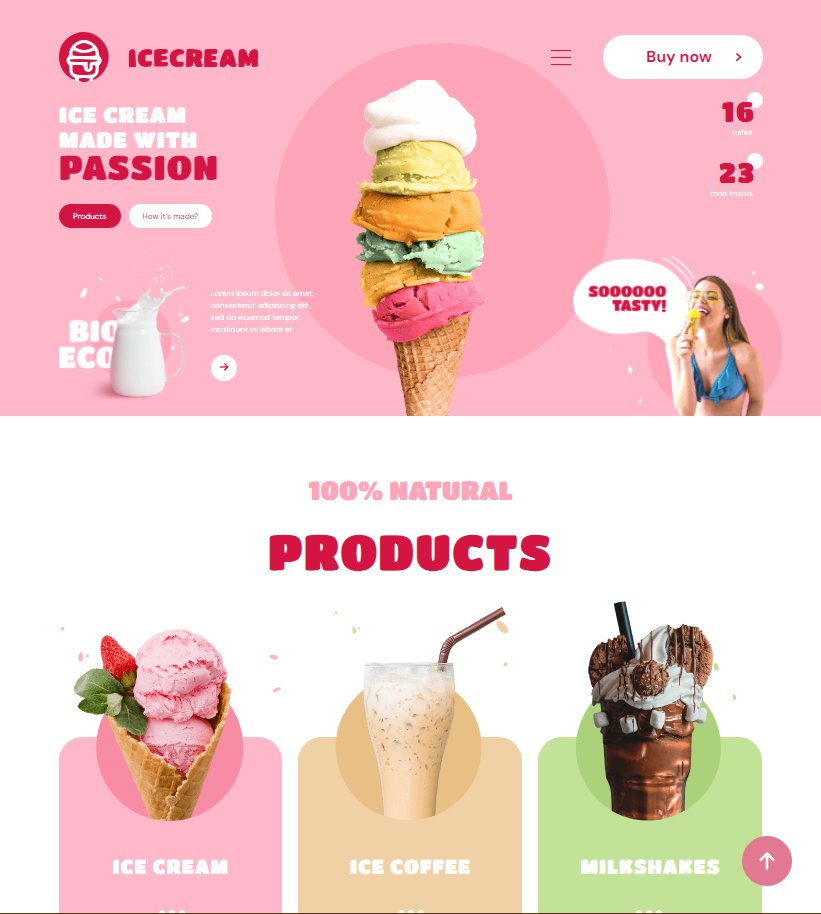 ICECREAM
Buy now
ICE CREAM
MADE WITH
PASSION
Products
How it's made?
16
cafes
23
food trucks
BIO
ECO
Lorem ipsum dolor sit amet,
consectetur adipiscing elit,
sed do eiusmod tempor
incididunt ut labore et
SOOOOOO
TASTY!
100% NATURAL
PRODUCTS
ICE CREAM
ICE COFFEE
MILKSHAKES